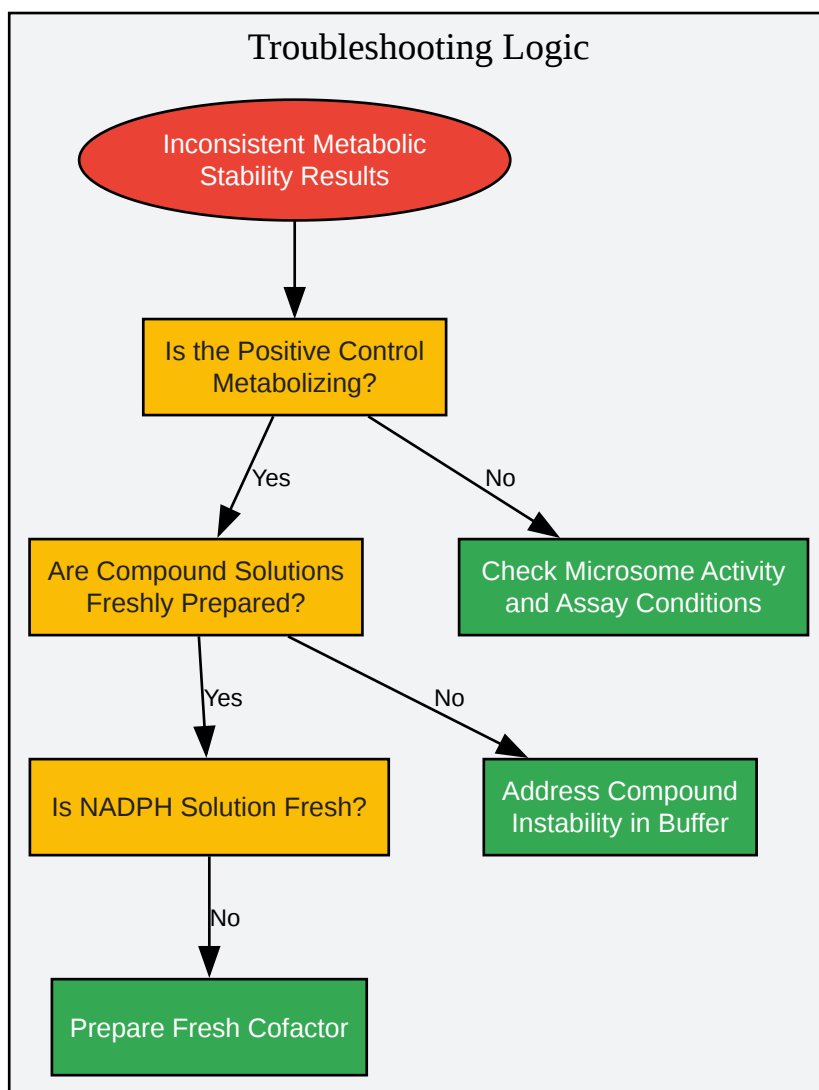 Troubleshooting Logic
Inconsistent Metabolic
Stability Results
Is the Positive Control
Metabolizing?
Yes
No
Are Compound Solutions
Freshly Prepared?
Check Microsome Activity
and Assay Conditions
Yes
No
Is NADPH Solution Fresh?
Address Compound
Instability in Buffer
No
Prepare Fresh Cofactor